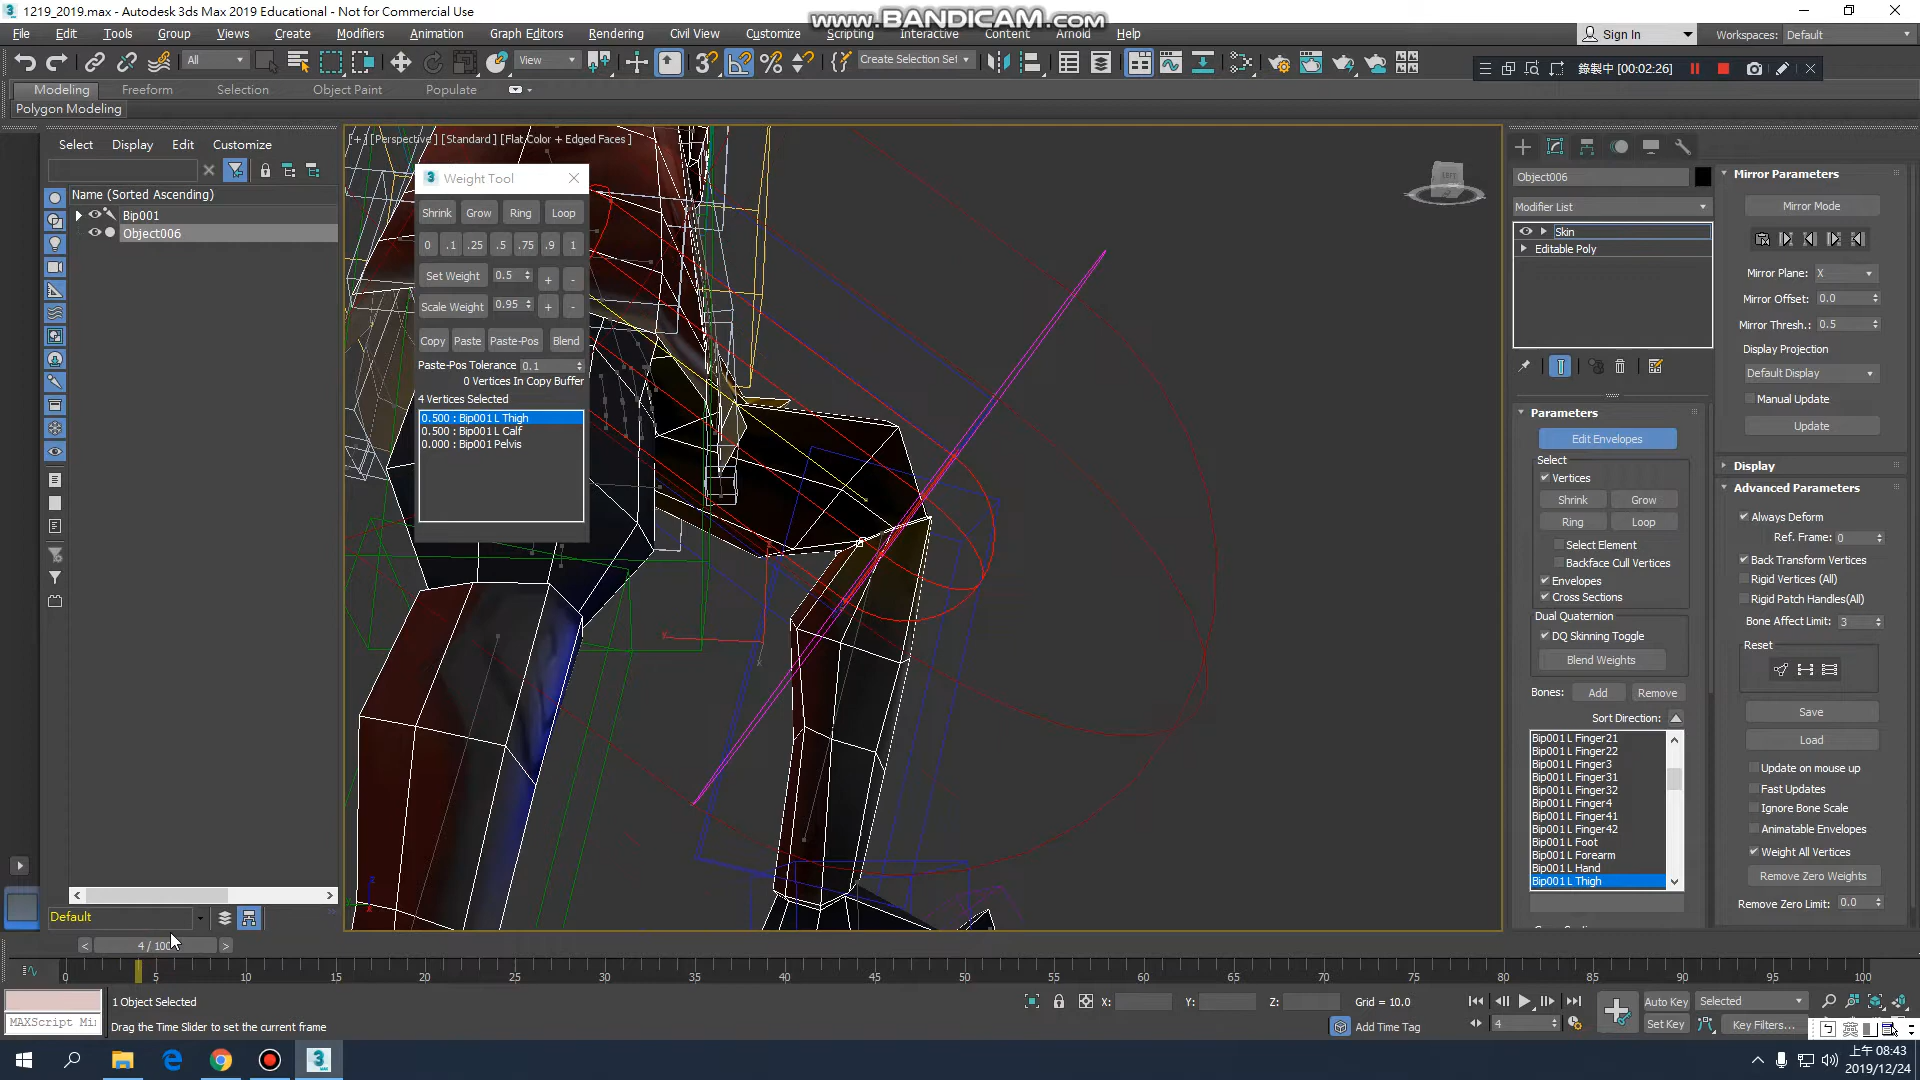 1219_2019.max - Autodesk 3ds Max 2019 Educational - Not for Commercial Use
www.BANDICAM.com
File Edit Tools Group Views Create Modifiers Animation Graph Editors Rendering Civil View Customize Scripting Interactive Content Arnold Help
Sign In Workspaces: Default
All View Create Selection Set
錄製中 [00:02:26]
Modeling Freeform Selection Object Paint Populate
Polygon Modeling
Select Display Edit Customize
Name (Sorted Ascending)
Bip001
Object006
[+] [Perspective] [Standard] [Flat Color + Edged Faces]
Weight Tool
Shrink Grow Ring Loop
0 .1 .25 .5 .75 .9 1
Set Weight 0.5 + -
Scale Weight 0.95 + -
Copy Paste Paste-Pos Blend
Paste-Pos Tolerance 0.1
0 Vertices In Copy Buffer
4 Vertices Selected
0.500 : Bip001 L Thigh
0.500 : Bip001 L Calf
0.000 : Bip001 Pelvis
Object006
Modifier List
Skin
Editable Poly
Parameters
Edit Envelopes
Select
Vertices
Shrink Grow
Ring Loop
Select Element
Backface Cull Vertices
Envelopes
Cross Sections
Dual Quaternion
DQ Skinning Toggle
Blend Weights
Bones: Add Remove
Sort Direction:
Bip001 L Finger21
Bip001 L Finger22
Bip001 L Finger3
Bip001 L Finger31
Bip001 L Finger32
Bip001 L Finger4
Bip001 L Finger41
Bip001 L Finger42
Bip001 L Foot
Bip001 L Forearm
Bip001 L Hand
Bip001 L Thigh
Mirror Parameters
Mirror Mode
Mirror Plane: X
Mirror Offset: 0.0
Mirror Thresh.: 0.5
Display Projection
Default Display
Manual Update
Update
Display
Advanced Parameters
Always Deform
Ref. Frame: 0
Back Transform Vertices
Rigid Vertices (All)
Rigid Patch Handles(All)
Bone Affect Limit: 3
Reset
Save
Load
Update on mouse up
Fast Updates
Ignore Bone Scale
Animatable Envelopes
Weight All Vertices
Remove Zero Weights
Remove Zero Limit: 0.0
Default
4 / 100
0 5 10 15 20 25 30 35 40 45 50 55 60 65 70 75 80 85 90 95 100
1 Object Selected
X: Y: Z: Grid = 10.0
Auto Key Selected
MAXScript Mi
Drag the Time Slider to set the current frame
Add Time Tag
4
Set Key Key Filters...
英
上午 08:43
2019/12/24